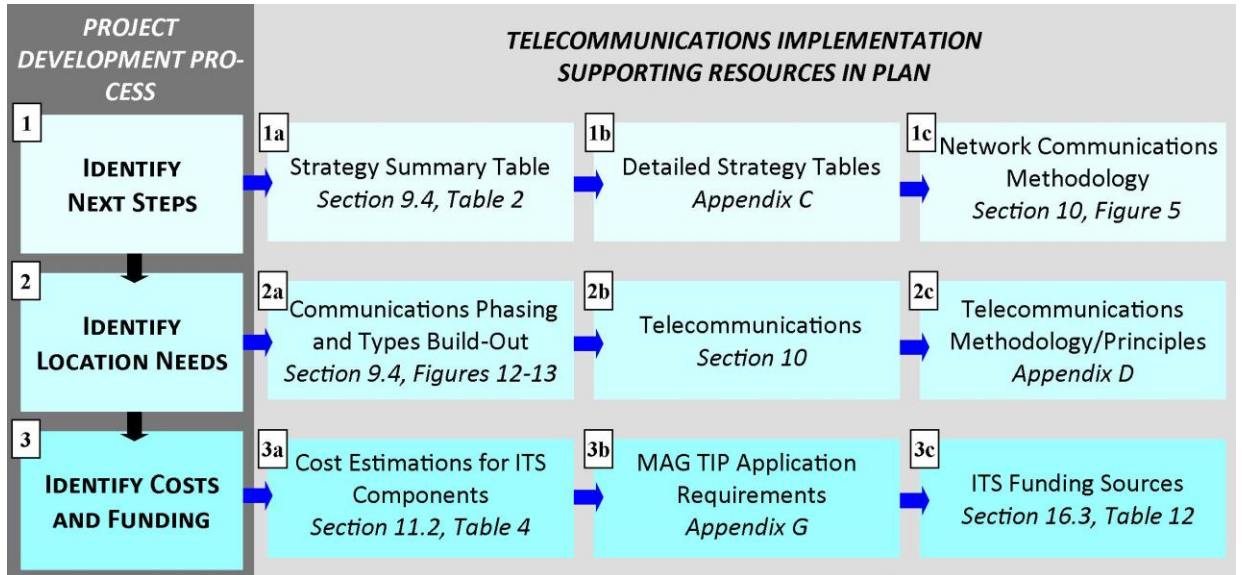 PROJECT
DEVELOPMENT PRO-
CESS
TELECOMMUNICATIONS IMPLEMENTATION
SUPPORTING RESOURCES IN PLAN
1
IDENTIFY
NEXT STEPS
1a
Strategy Summary Table
Section 9.4, Table 2
1b
Detailed Strategy Tables
Appendix C
1c
Network Communications
Methodology
Section 10, Figure 5
2
IDENTIFY
LOCATION NEEDS
2a
Communications Phasing
and Types Build-Out
Section 9.4, Figures 12-13
2b
Telecommunications
Section 10
2c
Telecommunications
Methodology/Principles
Appendix D
3
IDENTIFY COSTS
AND FUNDING
3a
Cost Estimations for ITS
Components
Section 11.2, Table 4
3b
MAG TIP Application
Requirements
Appendix G
3c
ITS Funding Sources
Section 16.3, Table 12